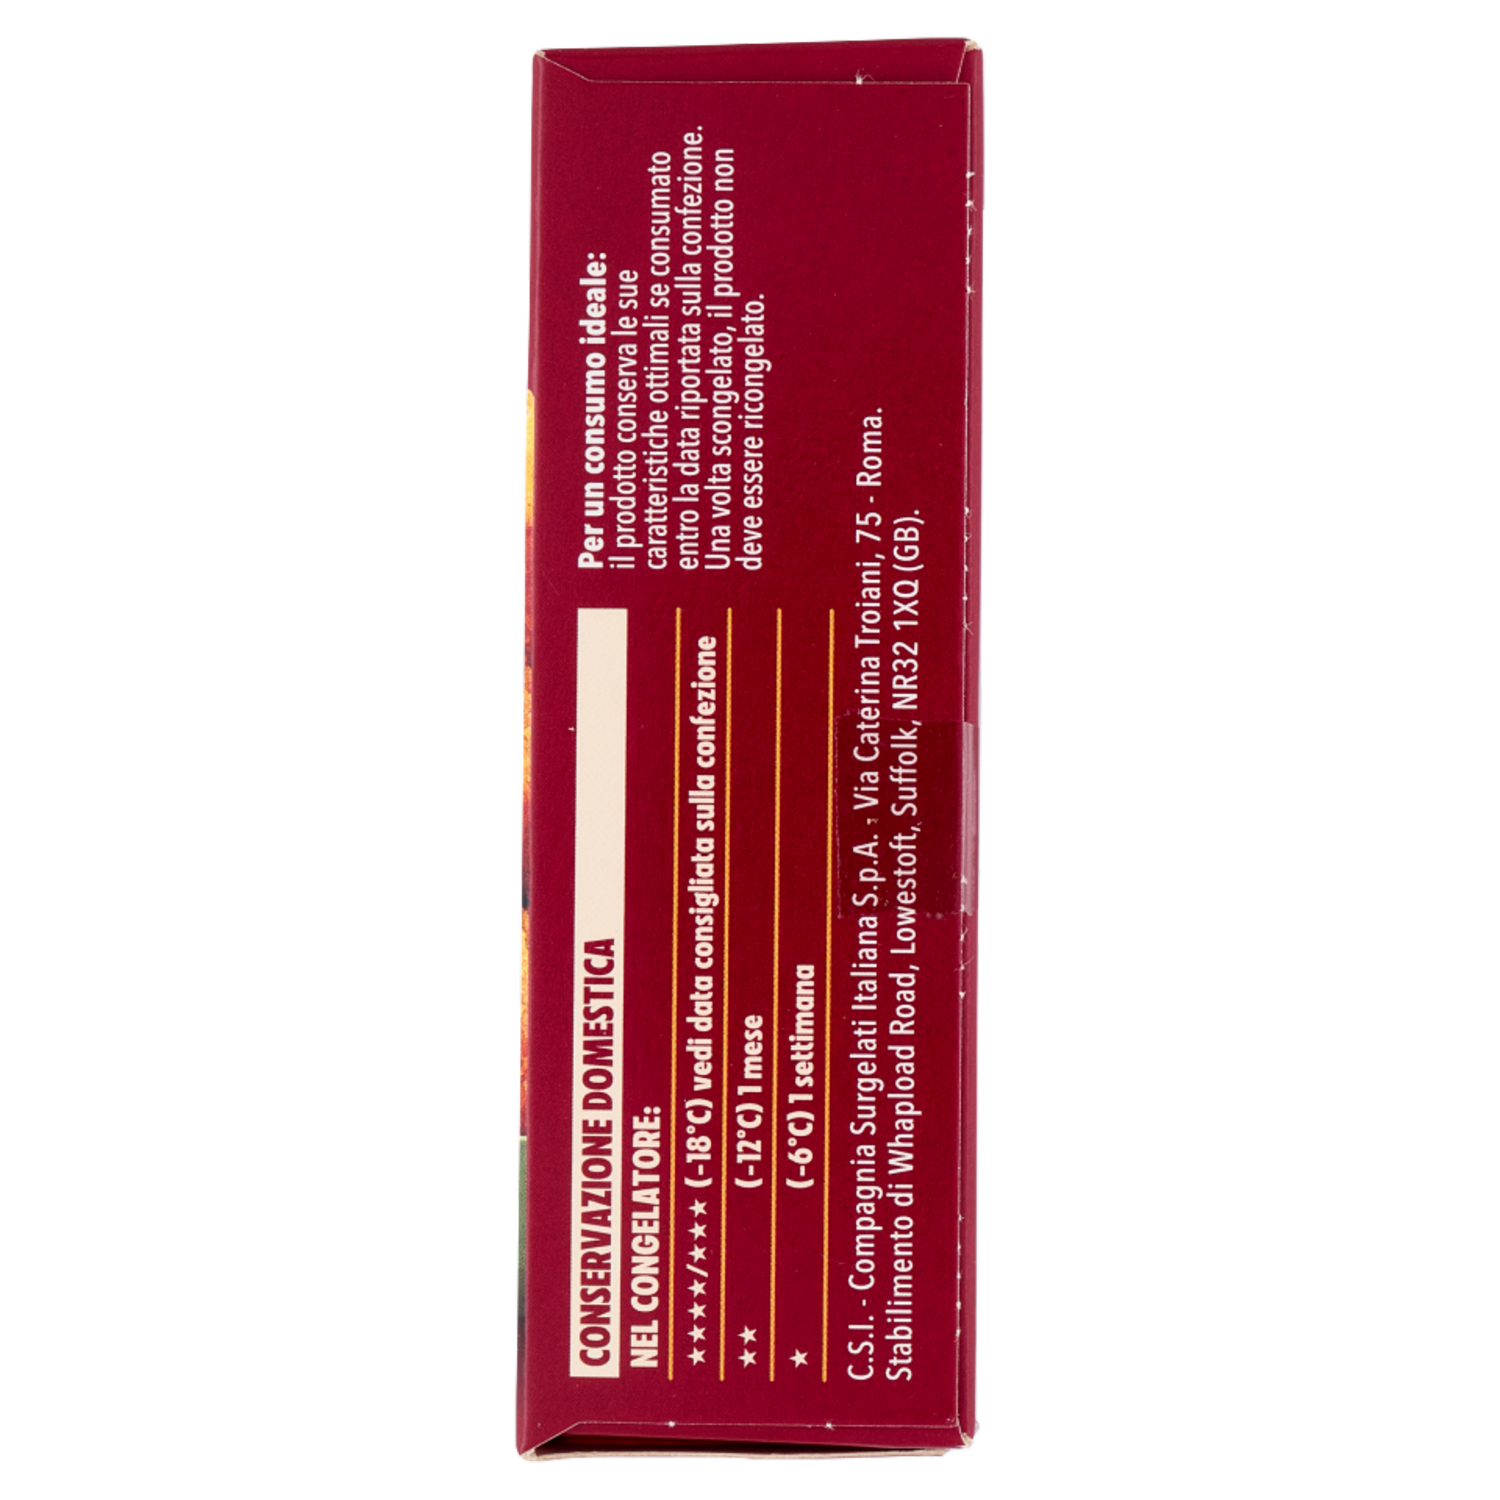 CONSERVAZIONE DOMESTICA
NEL CONGELATORE:
★★★★/★★★ (-18°C) vedi data consigliata sulla confezione
★★ (-12°C) 1 mese
★ (-6°C) 1 settimana
Per un consumo ideale:
il prodotto conserva le sue
caratteristiche ottimali se consumato
entro la data riportata sulla confezione.
Una volta scongelato, il prodotto non
deve essere ricongelato.
C.S.I. - Compagnia Surgelati Italiana S.p.A. - Via Caterina Troiani, 75 - Roma.
Stabilimento di Whapload Road, Lowestoft, Suffolk, NR32 1XQ (GB).